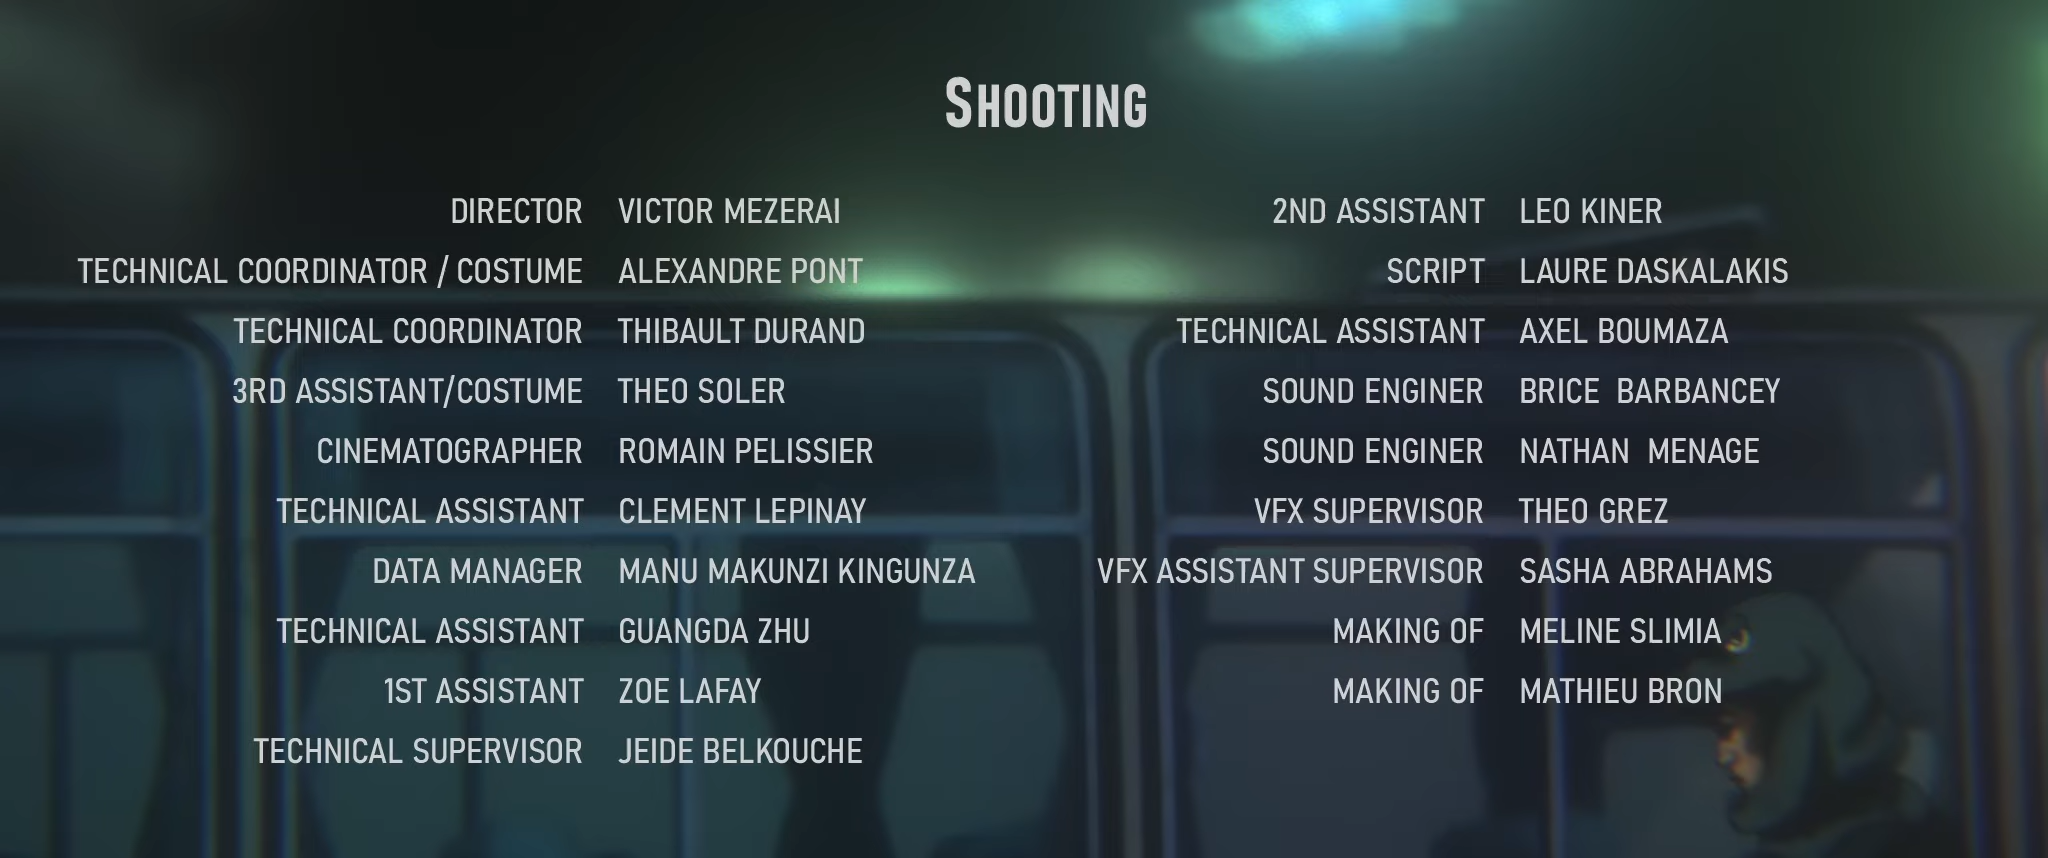 SHOOTING
DIRECTOR VICTOR MEZERAI
TECHNICAL COORDINATOR / COSTUME ALEXANDRE PONT
TECHNICAL COORDINATOR THIBAULT DURAND
3RD ASSISTANT/COSTUME THEO SOLER
CINEMATOGRAPHER ROMAIN PELISSIER
TECHNICAL ASSISTANT CLEMENT LEPINAY
DATA MANAGER MANU MAKUNZI KINGUNZA
TECHNICAL ASSISTANT GUANGDA ZHU
1ST ASSISTANT ZOE LAFAY
TECHNICAL SUPERVISOR JEIDE BELKOUCHE
2ND ASSISTANT LEO KINER
SCRIPT LAURE DASKALAKIS
TECHNICAL ASSISTANT AXEL BOUMAZA
SOUND ENGINER BRICE BARBANCEY
SOUND ENGINER NATHAN MENAGE
VFX SUPERVISOR THEO GREZ
VFX ASSISTANT SUPERVISOR SASHA ABRAHAMS
MAKING OF MELINE SLIMIA
MAKING OF MATHIEU BRON